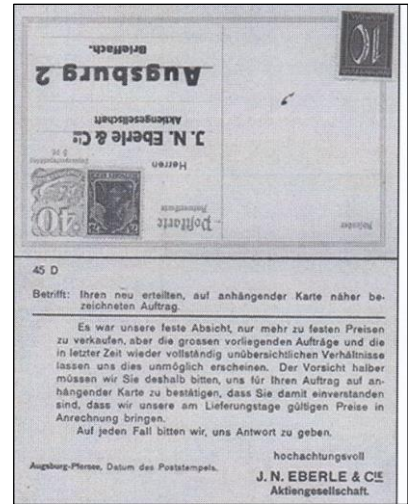 Postkarte
40
10
Absender
Herren
J. N. Eberle & Cie
Aktiengesellschaft
Augsburg 2
Brieffach.
45 D
Betrifft: Ihren neu erteilten, auf anhängender Karte näher be-
zeichneten Auftrag.
Es war unsere feste Absicht, nur mehr zu festen Preisen
zu verkaufen, aber die grossen vorliegenden Aufträge und die
in letzter Zeit wieder vollständig unübersichtlichen Verhältnisse
lassen uns dies unmöglich erscheinen. Der Vorsicht halber
müssen wir Sie deshalb bitten, uns für Ihren Auftrag auf an-
hängender Karte zu bestätigen, dass Sie damit einverstanden
sind, dass wir unsere am Lieferungstage gültigen Preise in
Anrechnung bringen.
Auf jeden Fall bitten wir, uns Antwort zu geben.
hochachtungsvoll
Augsburg-Pfersee, Datum des Poststempels.
J. N. EBERLE & CIE
Aktiengesellschaft.